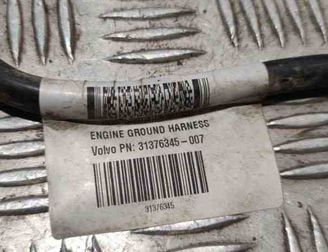 ENGINE GROUND HARNESS
Volvo PN: 31376345-007
31376345